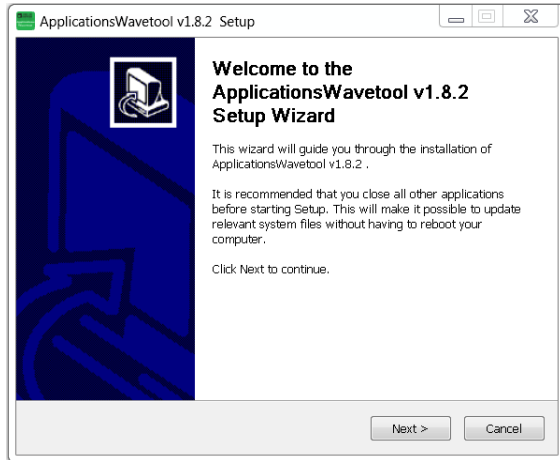 ApplicationsWavetool v1.8.2 Setup
Welcome to the
ApplicationsWavetool v1.8.2
Setup Wizard
This wizard will guide you through the installation of
ApplicationsWavetool v1.8.2 .
It is recommended that you close all other applications
before starting Setup. This will make it possible to update
relevant system files without having to reboot your
computer.
Click Next to continue.
Next >
Cancel